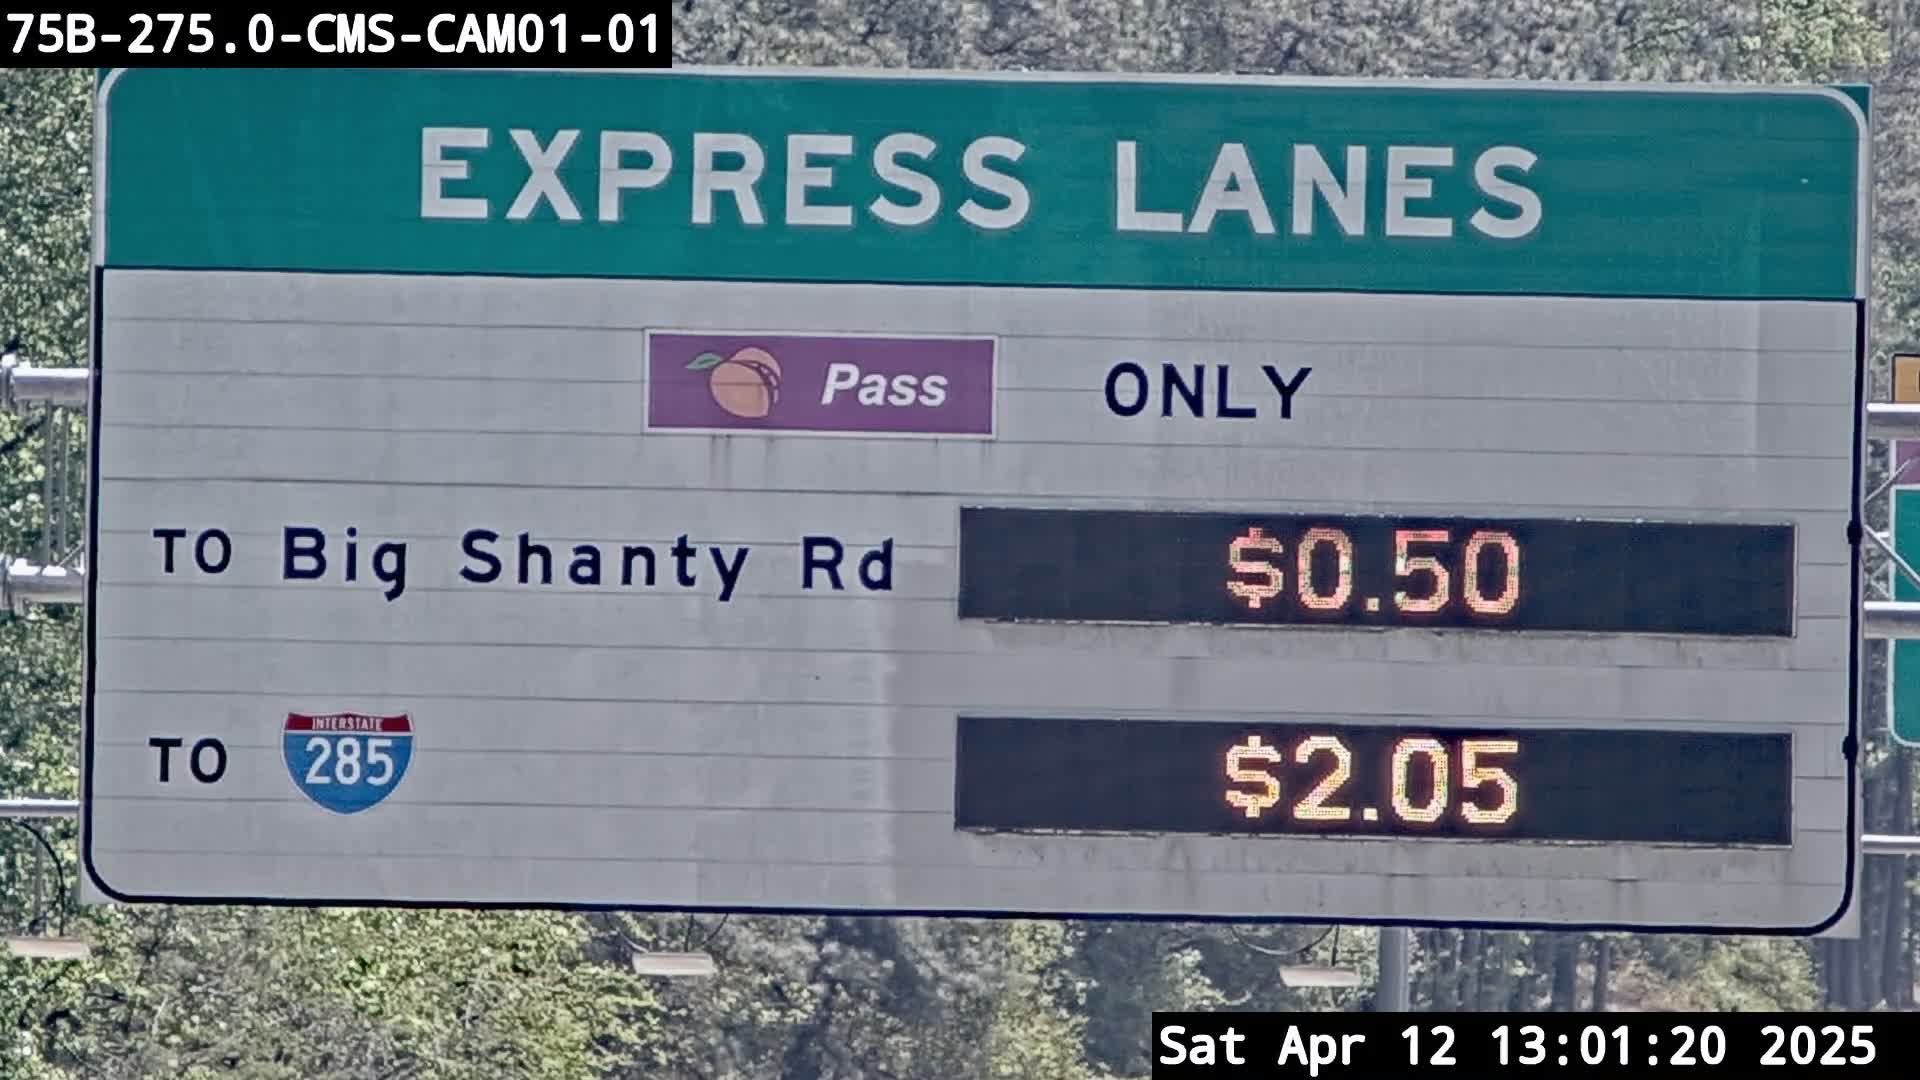 75B-275.0-CMS-CAM01-01
EXPRESS LANES
Pass ONLY
TO Big Shanty Rd $0.50
INTERSTATE
TO 285 $2.05
Sat Apr 12 13:01:20 2025